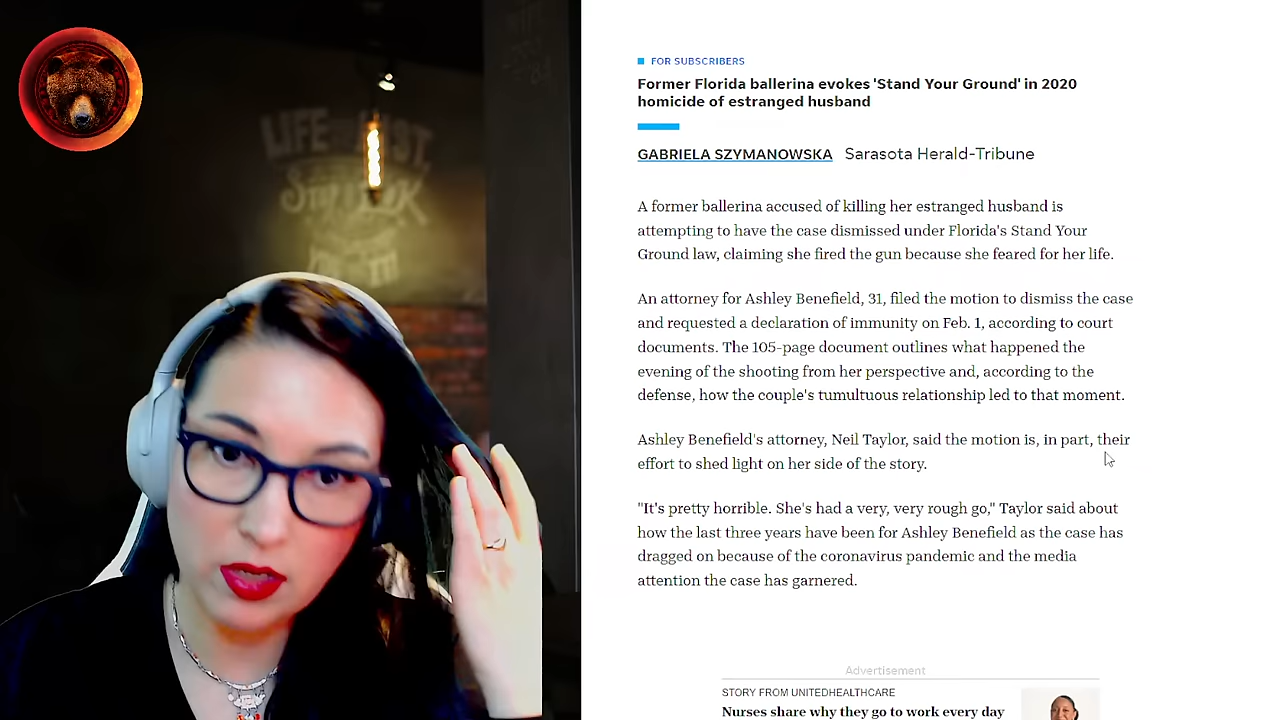 LIFE
FOR SUBSCRIBERS
Former Florida ballerina evokes 'Stand Your Ground' in 2020
homicide of estranged husband
GABRIELA SZYMANOWSKA Sarasota Herald-Tribune
A former ballerina accused of killing her estranged husband is
attempting to have the case dismissed under Florida's Stand Your
Ground law, claiming she fired the gun because she feared for her life.
An attorney for Ashley Benefield, 31, filed the motion to dismiss the case
and requested a declaration of immunity on Feb. 1, according to court
documents. The 105-page document outlines what happened the
evening of the shooting from her perspective and, according to the
defense, how the couple's tumultuous relationship led to that moment.
Ashley Benefield's attorney, Neil Taylor, said the motion is, in part, their
effort to shed light on her side of the story.
"It's pretty horrible. She's had a very, very rough go," Taylor said about
how the last three years have been for Ashley Benefield as the case has
dragged on because of the coronavirus pandemic and the media
attention the case has garnered.
Advertisement
STORY FROM UNITEDHEALTHCARE
Nurses share why they go to work every day